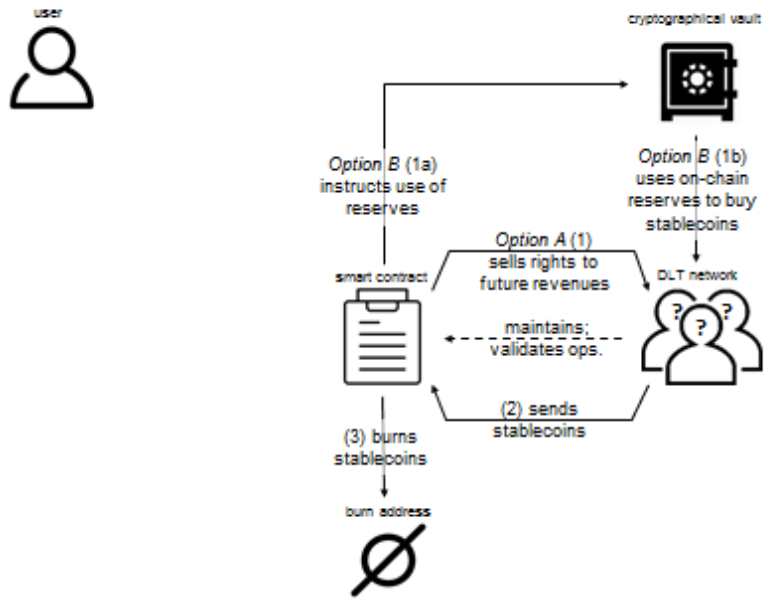 user
cryptographical vault
Option B (1a)
instructs use of
reserves
Option B (1b)
uses on-chain
reserves to buy
stablecoins
Option A (1)
sells rights to
future revenues
smart contract
DLT network
? ? ?
maintains;
validates ops.
(2) sends
stablecoins
(3) burns
stablecoins
burn address